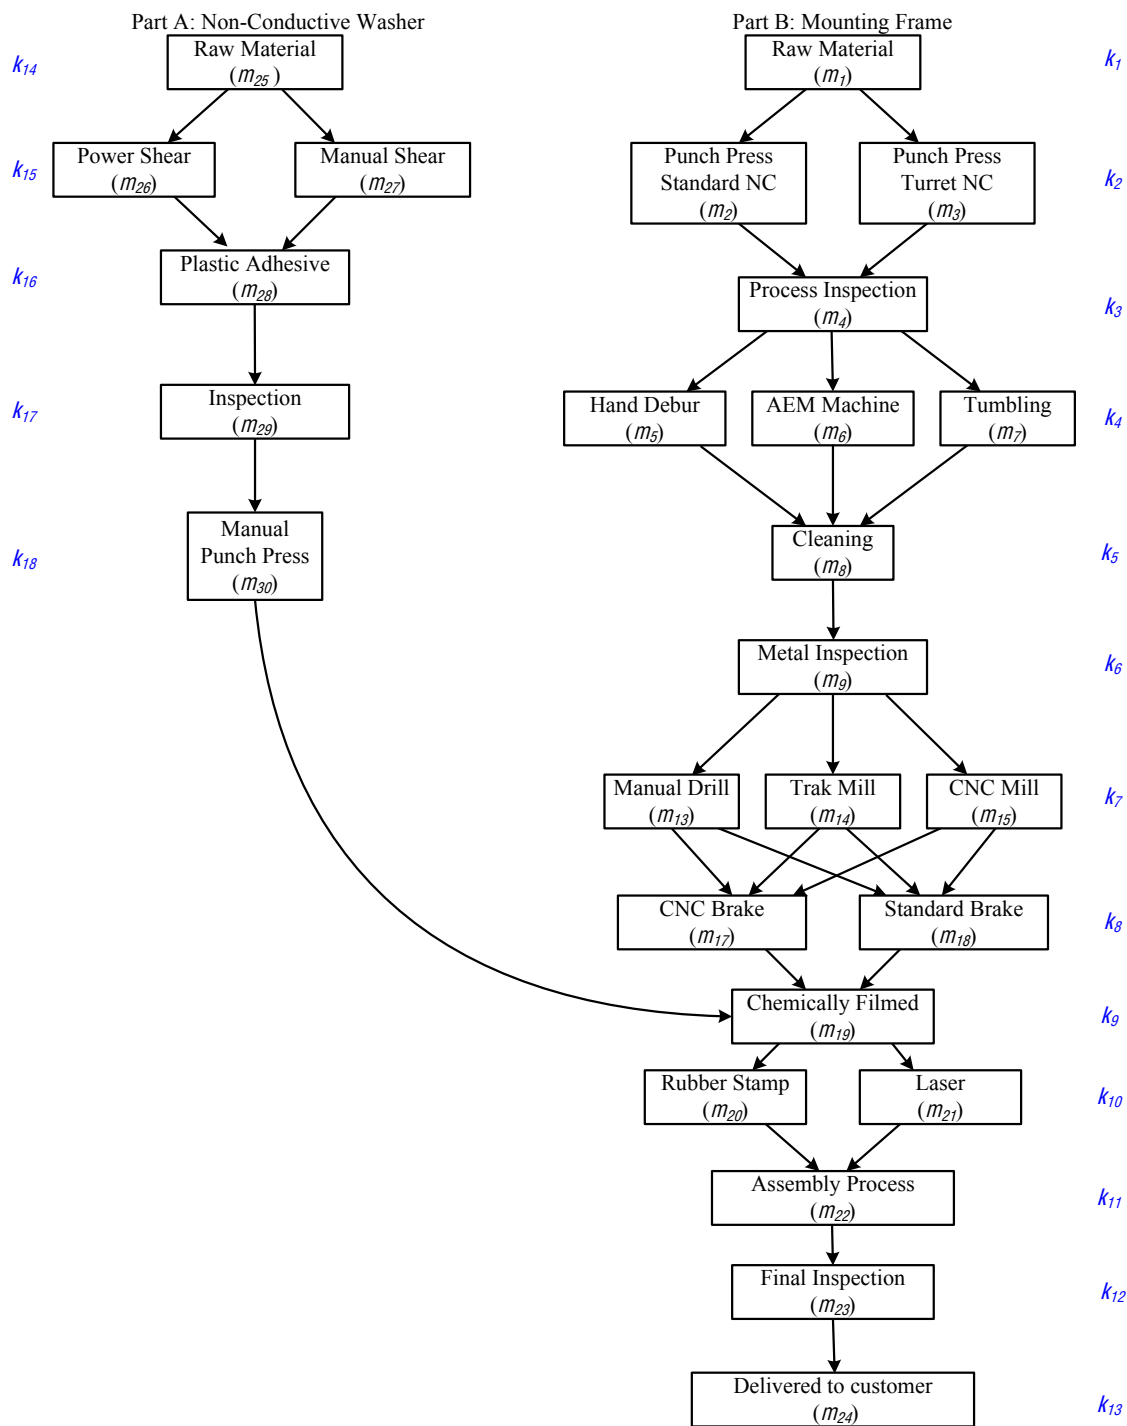 Part A: Non-Conductive Washer
Raw Material
(m25 )
k14
Power Shear
(m26)
Manual Shear
(m27)
k15
Plastic Adhesive
(m28)
k16
Inspection
(m29)
k17
Manual
Punch Press
(m30)
k18
Part B: Mounting Frame
Raw Material
(m1)
k1
Punch Press
Standard NC
(m2)
Punch Press
Turret NC
(m3)
k2
Process Inspection
(m4)
k3
Hand Debur
(m5)
AEM Machine
(m6)
Tumbling
(m7)
k4
Cleaning
(m8)
k5
Metal Inspection
(m9)
k6
Manual Drill
(m13)
Trak Mill
(m14)
CNC Mill
(m15)
k7
CNC Brake
(m17)
Standard Brake
(m18)
k8
Chemically Filmed
(m19)
k9
Rubber Stamp
(m20)
Laser
(m21)
k10
Assembly Process
(m22)
k11
Final Inspection
(m23)
k12
Delivered to customer
(m24)
k13